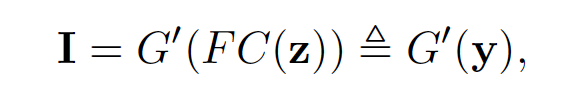 I = G′(FC(z)) ≜ G′(y),